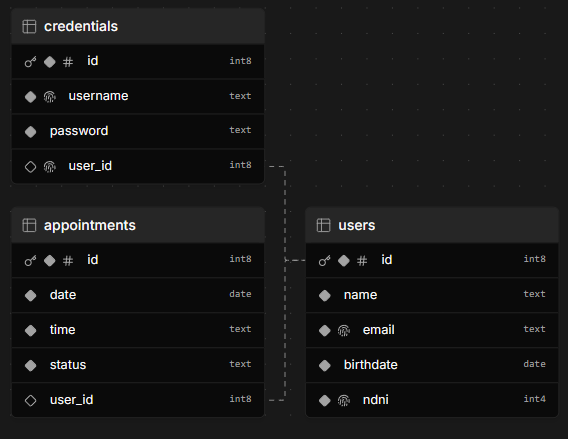 credentials
# id int8
username text
password text
user_id int8
appointments
# id int8
date date
time text
status text
user_id int8
users
# id int8
name text
email text
birthdate date
ndni int4